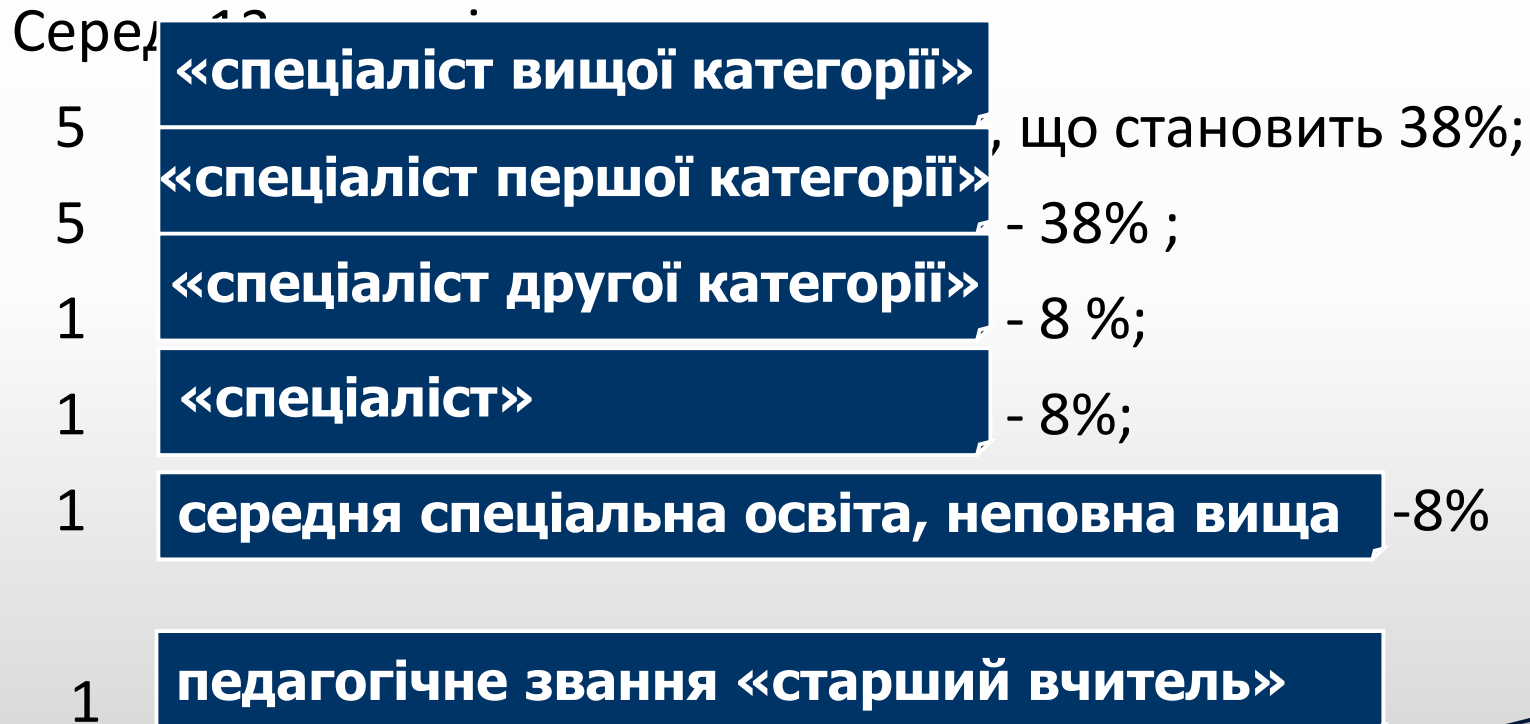 Серед
5 «спеціаліст вищої категорії», що становить 38%;
5 «спеціаліст першої категорії» - 38% ;
1 «спеціаліст другої категорії» - 8 %;
1 «спеціаліст» - 8%;
1 середня спеціальна освіта, неповна вища -8%
1 педагогічне звання «старший вчитель»